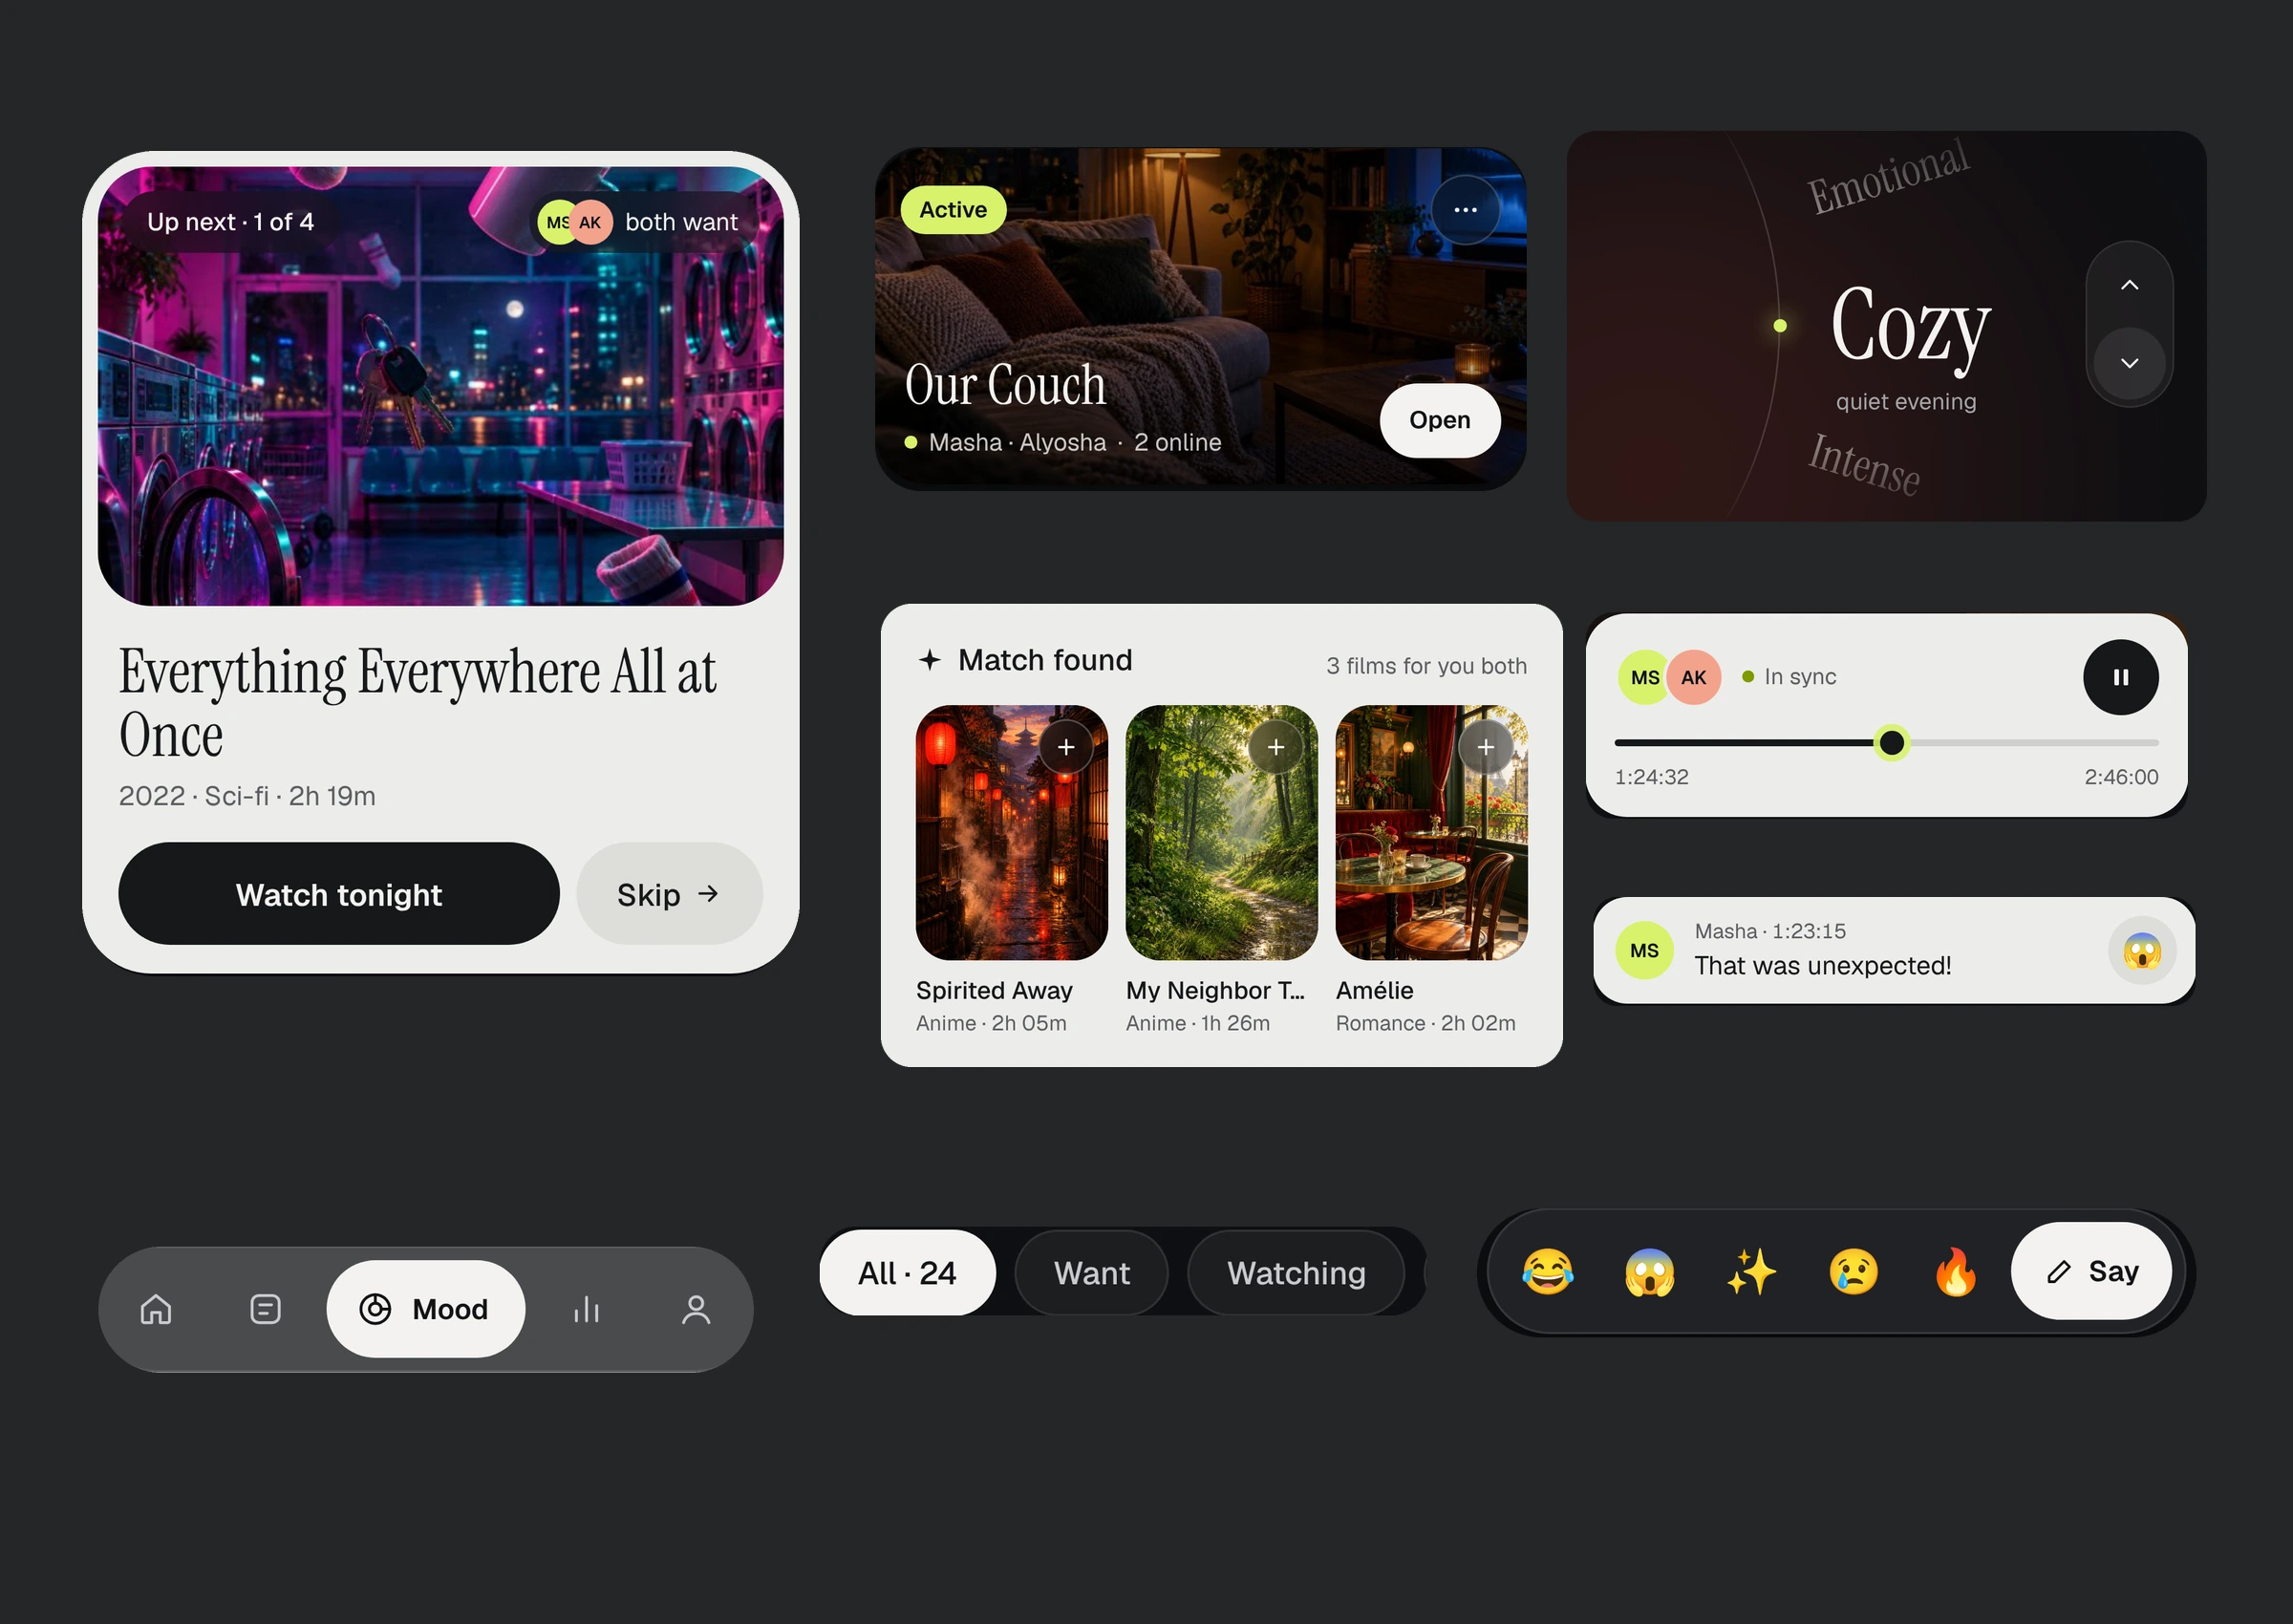 Up next · 1 of 4
MS AK both want
Everything Everywhere All at
Once
2022 · Sci-fi · 2h 19m
Watch tonight
Skip →
Active
Our Couch
Masha · Alyosha · 2 online
Open
Emotional
Cozy
quiet evening
Intense
Match found
3 films for you both
Spirited Away
Anime · 2h 05m
My Neighbor T...
Anime · 1h 26m
Amélie
Romance · 2h 02m
MS AK In sync
1:24:32
2:46:00
MS
Masha · 1:23:15
That was unexpected!
Mood
All · 24
Want
Watching
Say